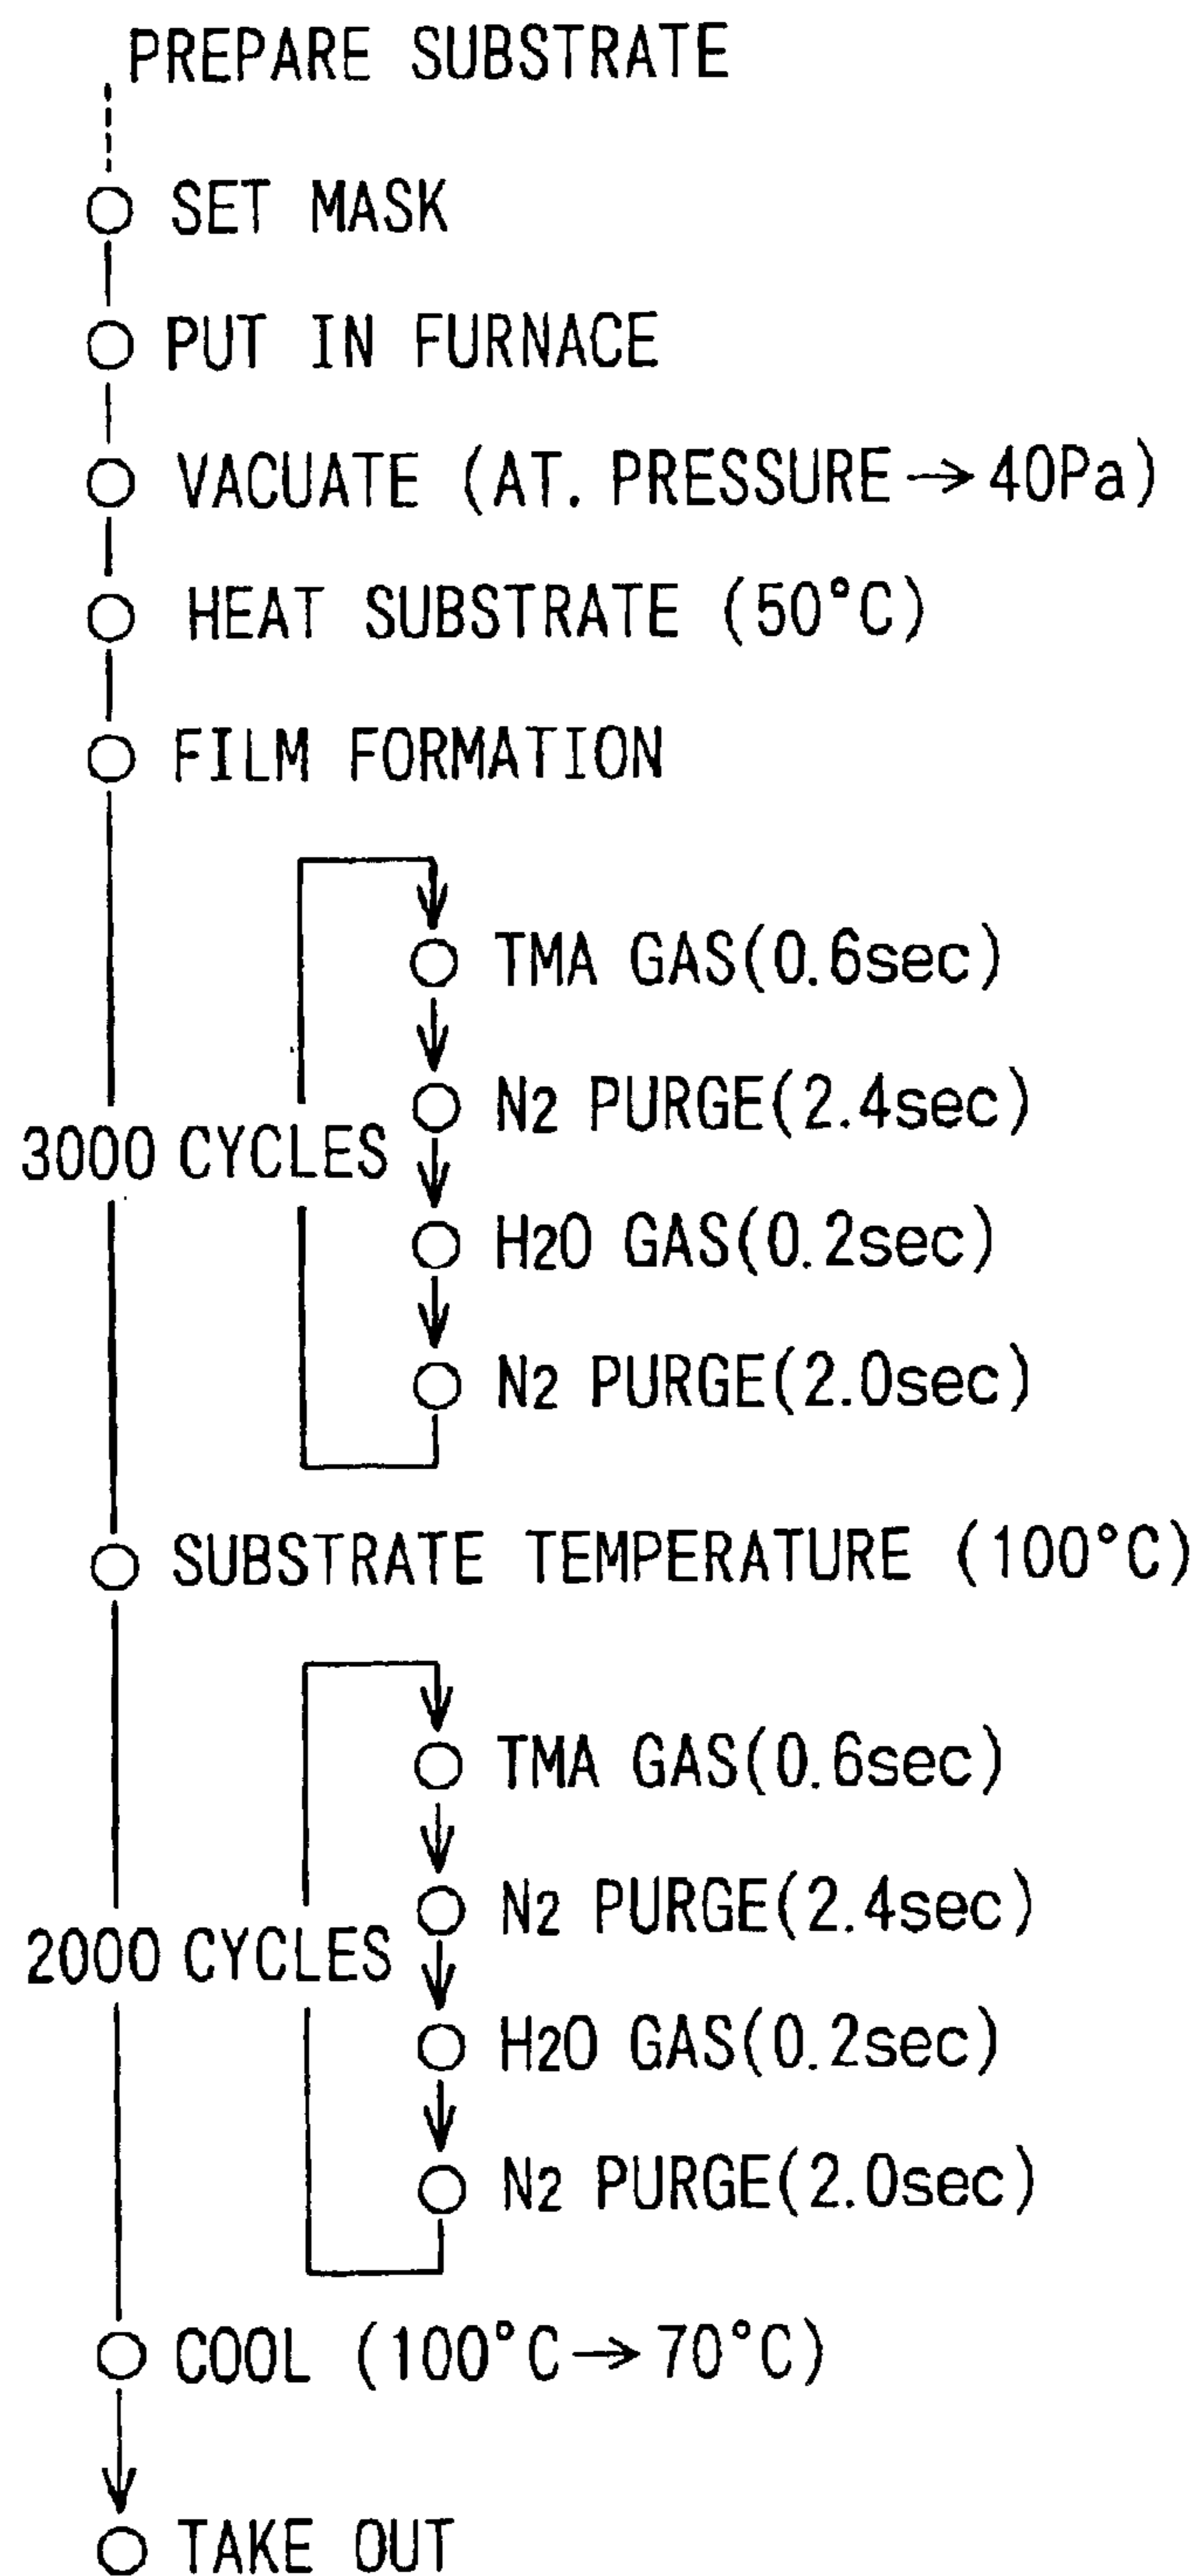 PREPARE SUBSTRATE
SET MASK
PUT IN FURNACE
VACUATE (AT. PRESSURE → 40Pa)
HEAT SUBSTRATE (50°C)
FILM FORMATION
TMA GAS(0.6sec)
N2 PURGE(2.4sec)
3000 CYCLES
H2O GAS(0.2sec)
N2 PURGE(2.0sec)
SUBSTRATE TEMPERATURE (100°C)
TMA GAS(0.6sec)
N2 PURGE(2.4sec)
2000 CYCLES
H2O GAS(0.2sec)
N2 PURGE(2.0sec)
COOL (100°C → 70°C)
TAKE OUT